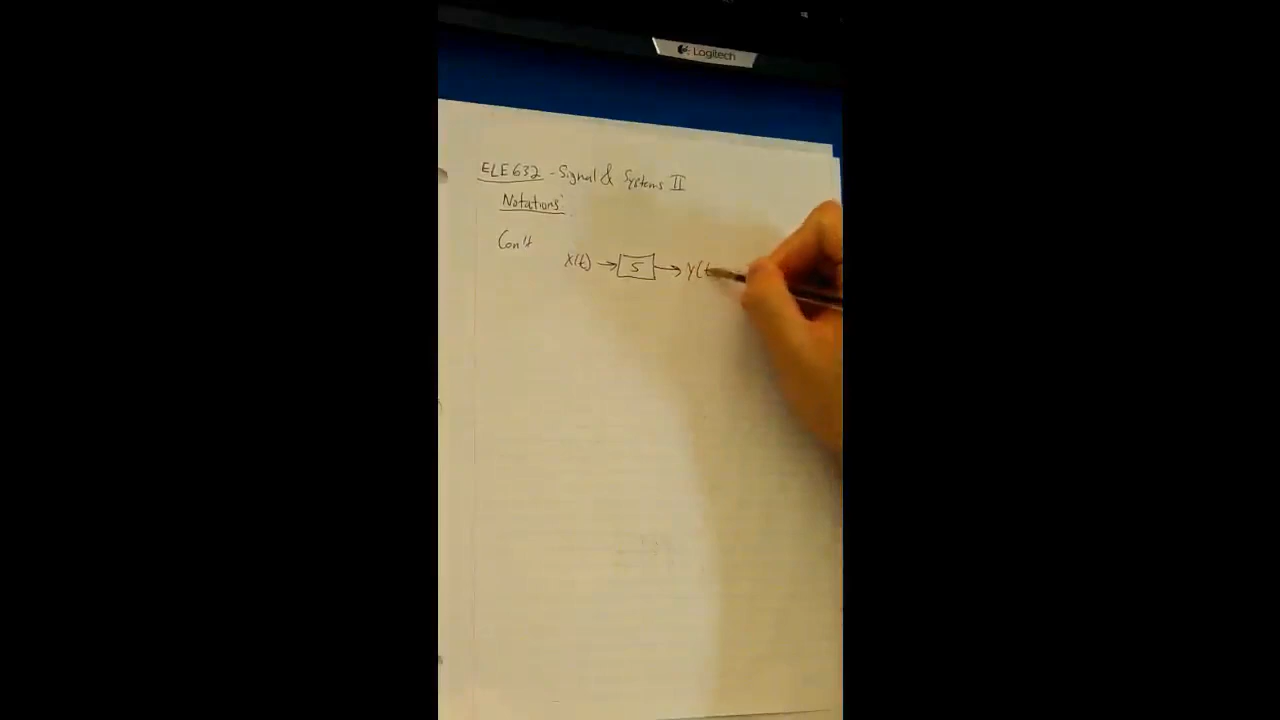 Logitech
ELE632 - Signal & Systems II
Notations
Con't
X(t) → S → y(t